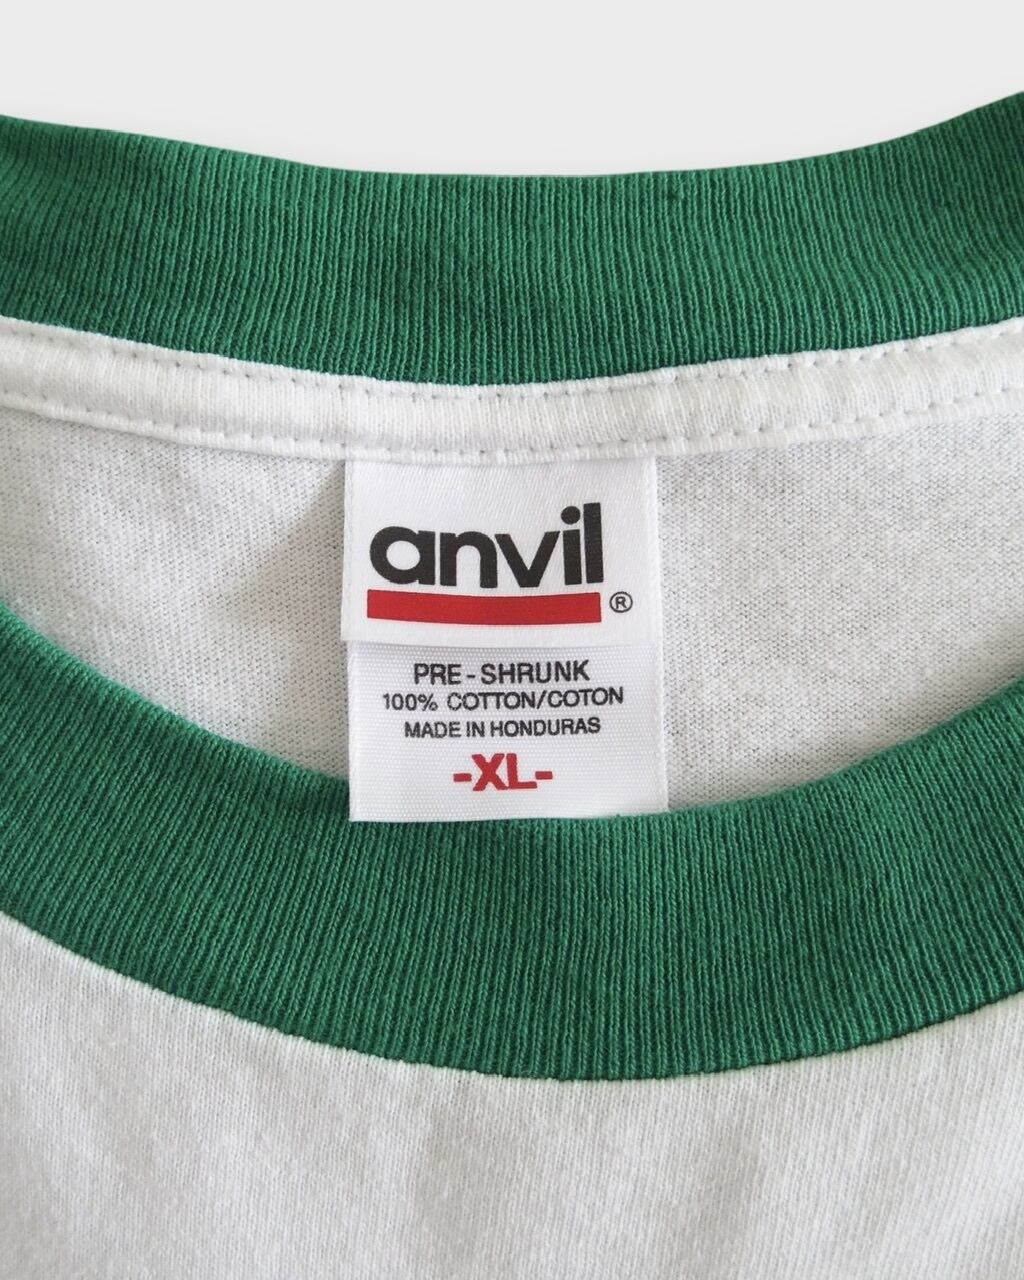 anvil®
PRE-SHRUNK
100% COTTON/COTON
MADE IN HONDURAS
-XL-